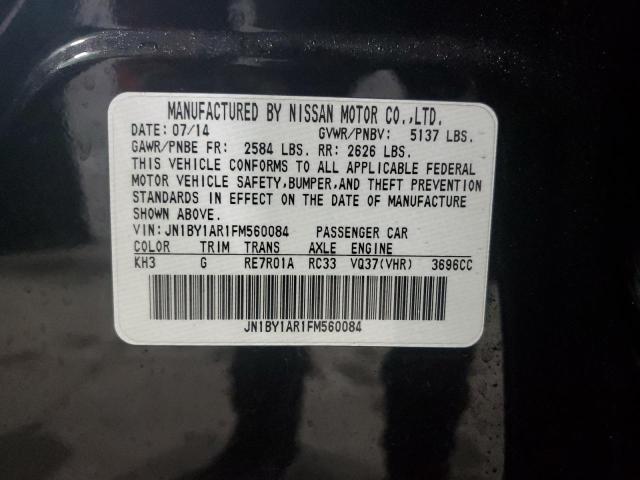 MANUFACTURED BY NISSAN MOTOR CO.,LTD.
DATE: 07/14 GVWR/PNBV: 5137 LBS.
GAWR/PNBE FR: 2584 LBS. RR: 2626 LBS.
THIS VEHICLE CONFORMS TO ALL APPLICABLE FEDERAL
MOTOR VEHICLE SAFETY,BUMPER,AND THEFT PREVENTION
STANDARDS IN EFFECT ON THE DATE OF MANUFACTURE
SHOWN ABOVE.
VIN: JN1BY1AR1FM560084 PASSENGER CAR
COLOR TRIM TRANS AXLE ENGINE
KH3 G RE7R01A RC33 VQ37(VHR) 3696CC
JN1BY1AR1FM560084